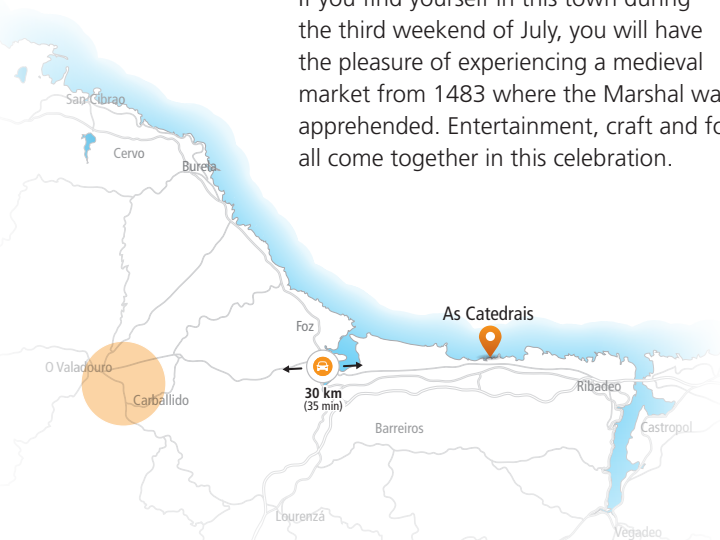 If you find yourself in this town during
the third weekend of July, you will have
the pleasure of experiencing a medieval
market from 1483 where the Marshal
apprehended. Entertainment, craft and
all come together in this celebration.
San Cibrao
Cervo
Burela
As Catedrais
Foz
O Valadouro
Carballido
30 km
(35 min)
Ribadeo
Barreiros
Castropol
Lourenzá
Vegadeo